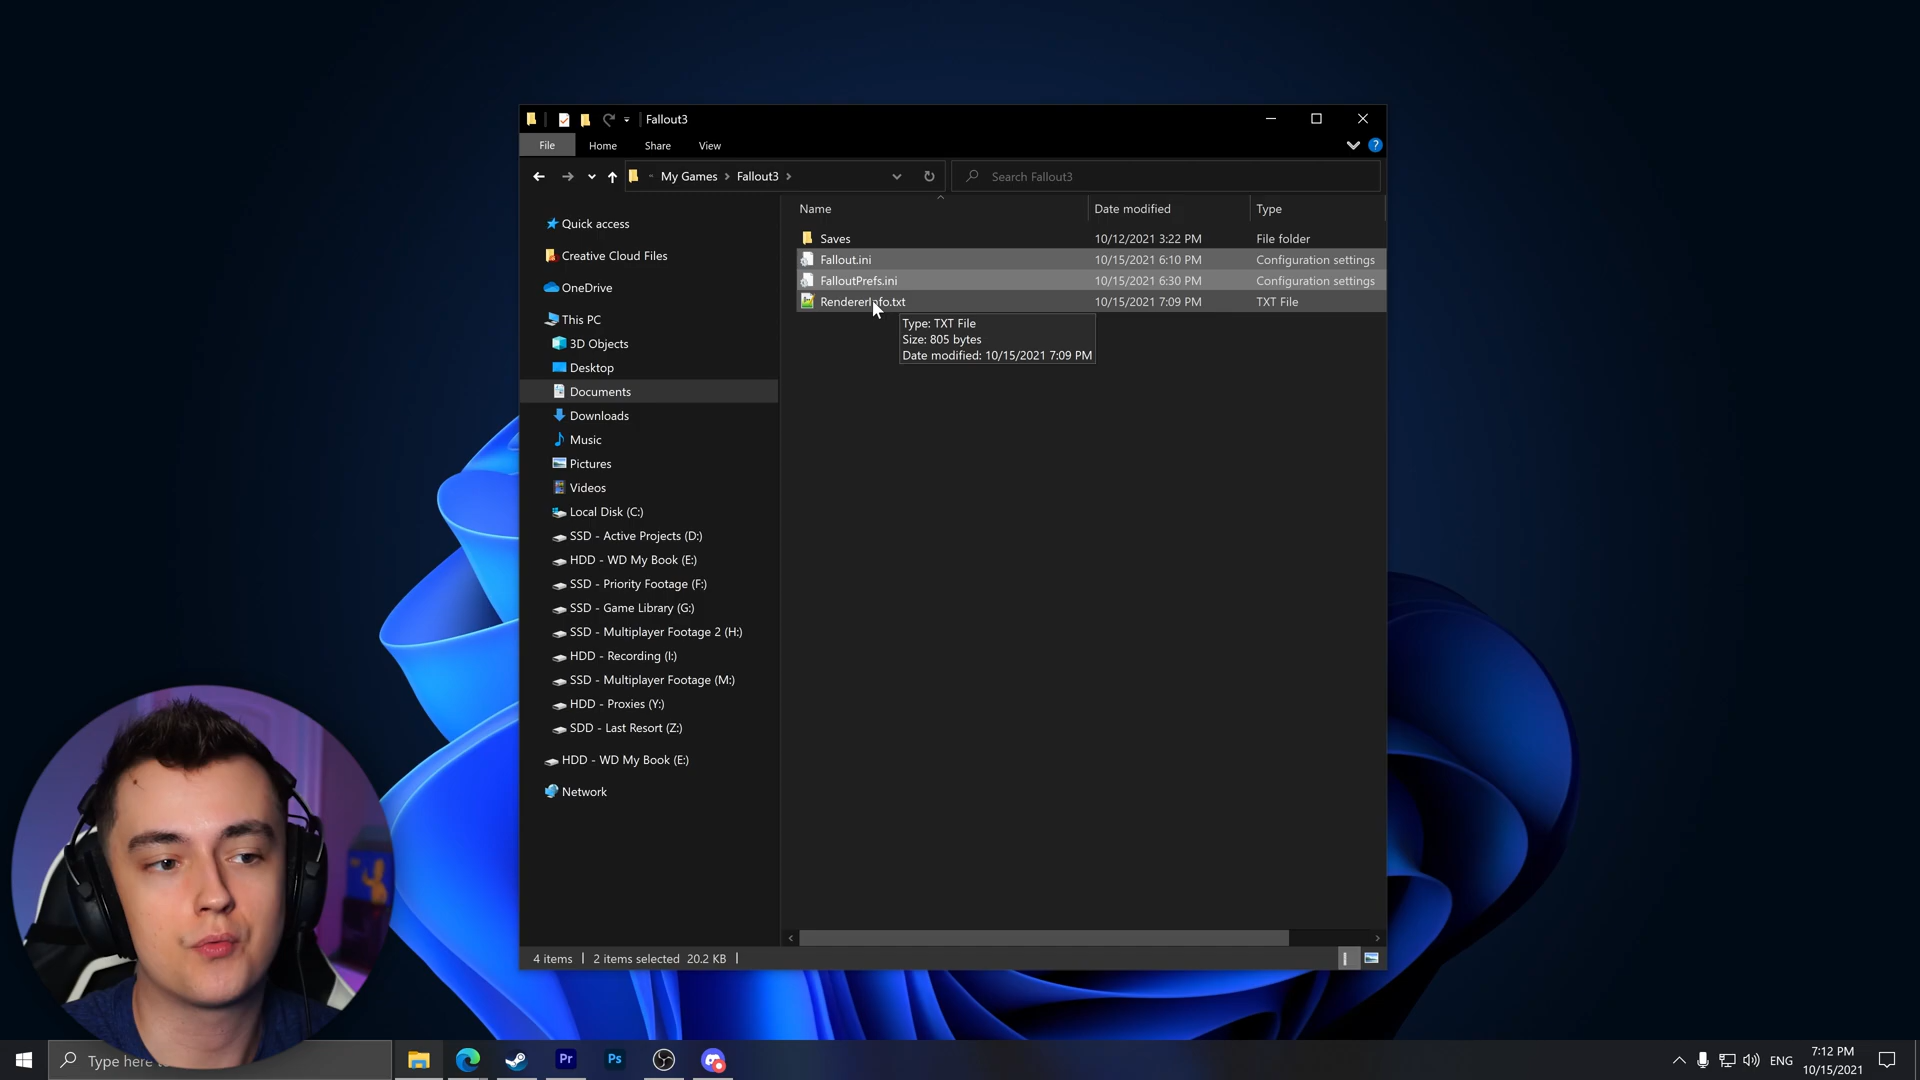 Fallout3
File
Home
Share
View
My Games
Fallout3
Search Fallout3
Name
Date modified
Type
Quick access
Creative Cloud Files
OneDrive
This PC
3D Objects
Desktop
Documents
Downloads
Music
Pictures
Videos
Local Disk (C:)
SSD - Active Projects (D:)
HDD - WD My Book (E:)
SSD - Priority Footage (F:)
SSD - Game Library (G:)
SSD - Multiplayer Footage 2 (H:)
HDD - Recording (I:)
SSD - Multiplayer Footage (M:)
HDD - Proxies (Y:)
SDD - Last Resort (Z:)
HDD - WD My Book (E:)
Network
Saves 10/12/2021 3:22 PM File folder
Fallout.ini 10/15/2021 6:10 PM Configuration settings
FalloutPrefs.ini 10/15/2021 6:30 PM Configuration settings
RendererInfo.txt 10/15/2021 7:09 PM TXT File
Type: TXT File
Size: 805 bytes
Date modified: 10/15/2021 7:09 PM
4 items 2 items selected 20.2 KB
Type here
Pr
Ps
ENG
7:12 PM
10/15/2021